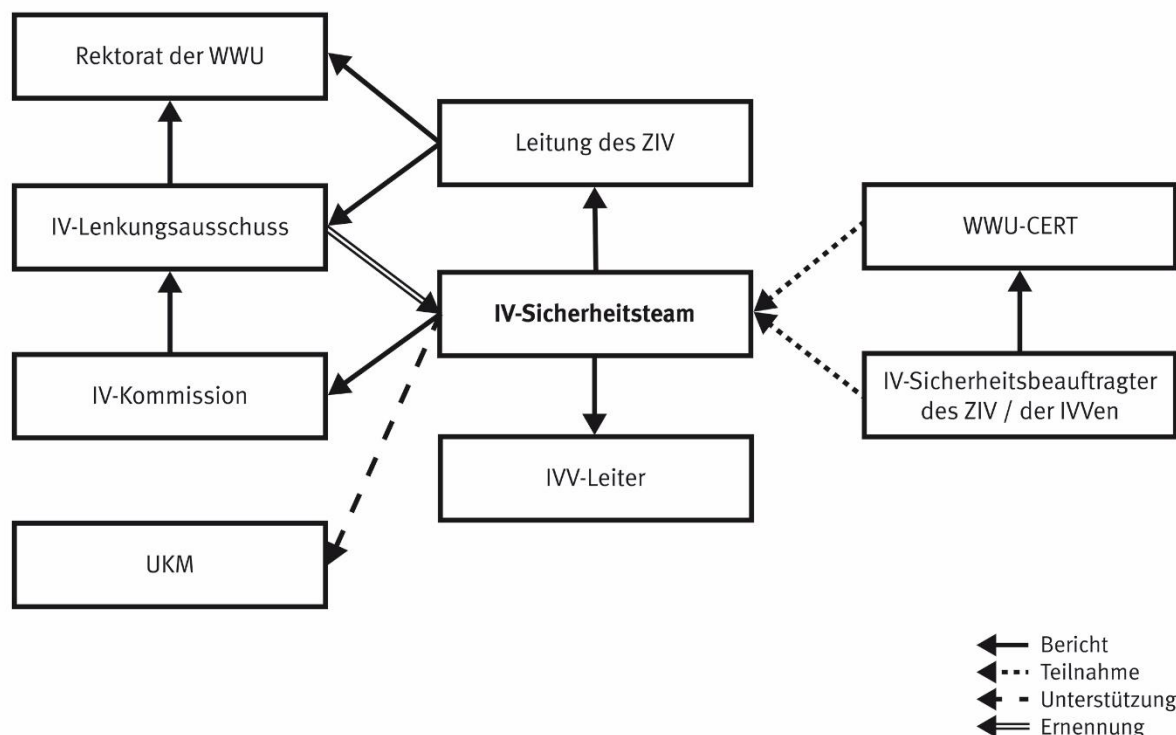 Rektorat der WWU
Leitung des ZIV
IV-Lenkungsausschuss
WWU-CERT
IV-Sicherheitsteam
IV-Kommission
IV-Sicherheitsbeauftragter
des ZIV / der IVVen
IVV-Leiter
UKM
Bericht
Teilnahme
Unterstützung
Ernennung